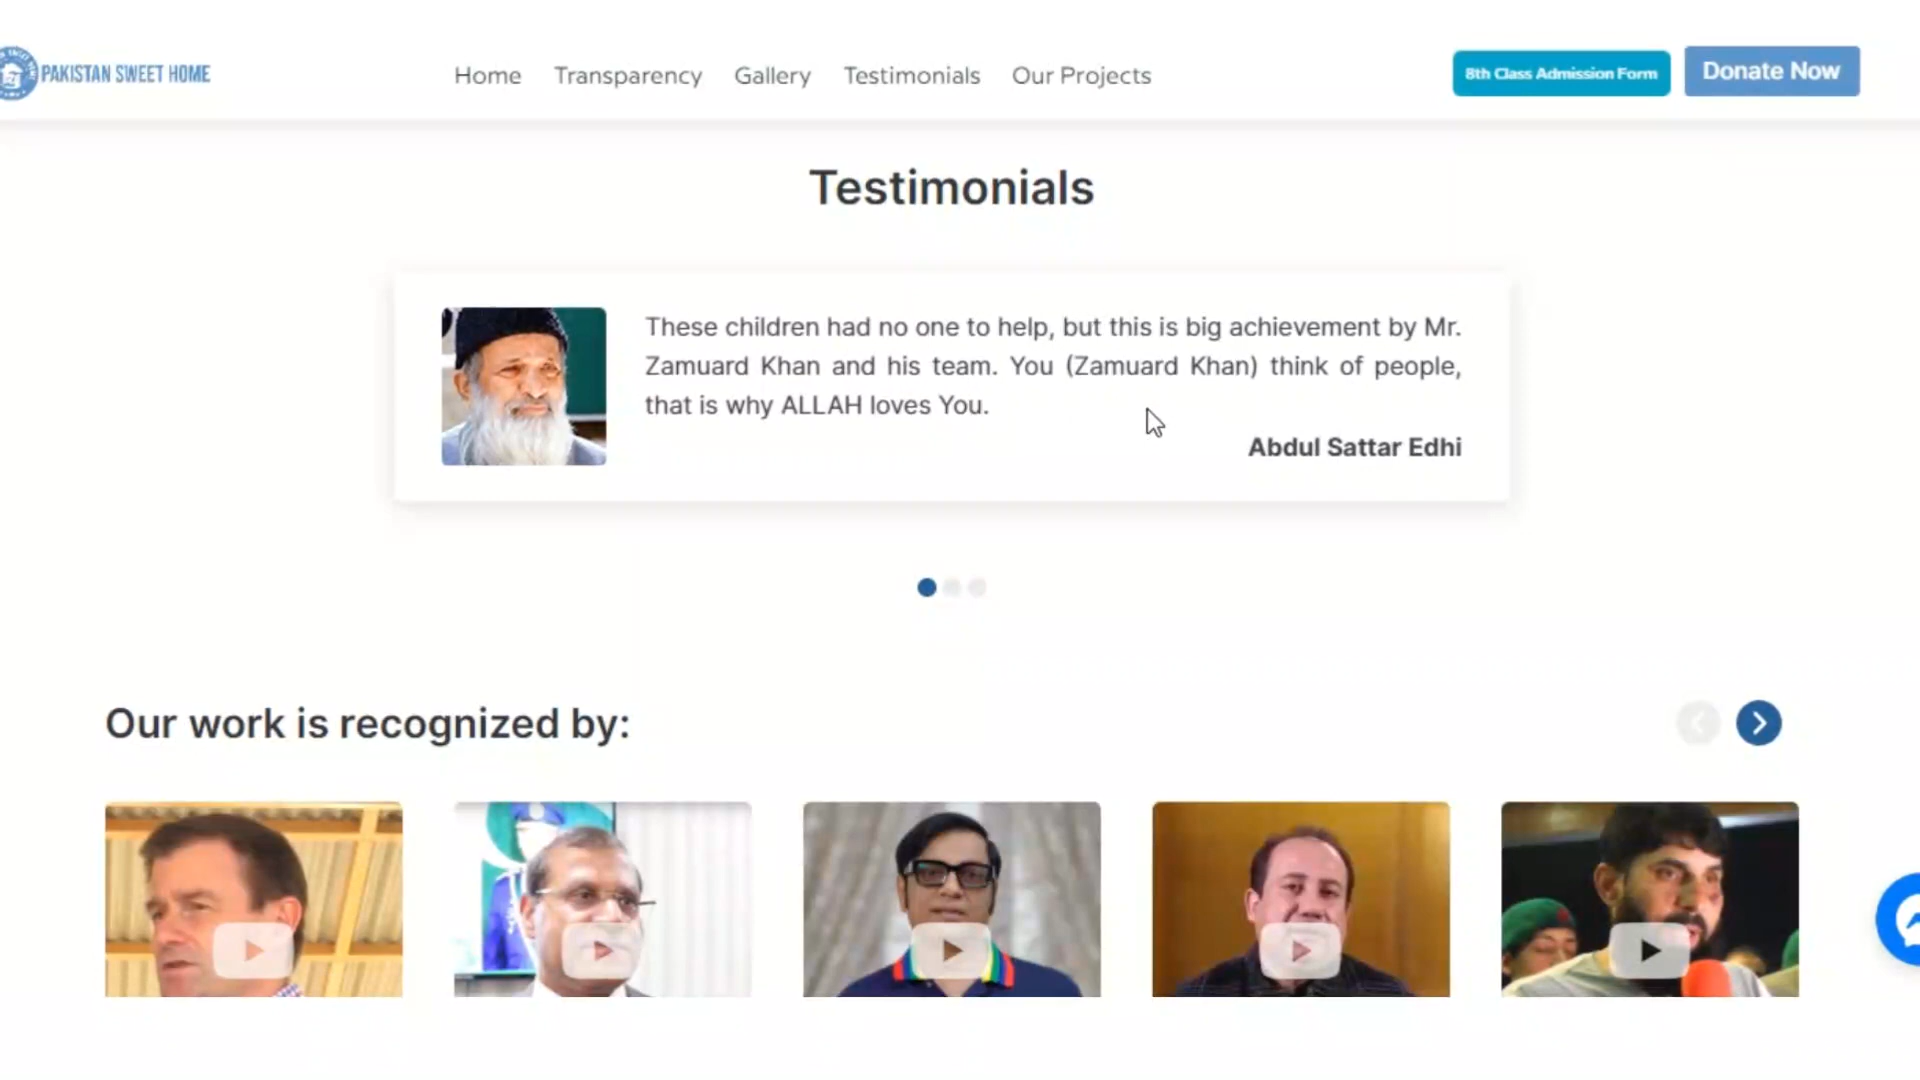 PAKISTAN SWEET HOME
Home
Transparency
Gallery
Testimonials
Our Projects
8th Class Admission Form
Donate Now
Testimonials
These children had no one to help, but this is big achievement by Mr.
Zamuard Khan and his team. You (Zamuard Khan) think of people,
that is why ALLAH loves You.
Abdul Sattar Edhi
Our work is recognized by: